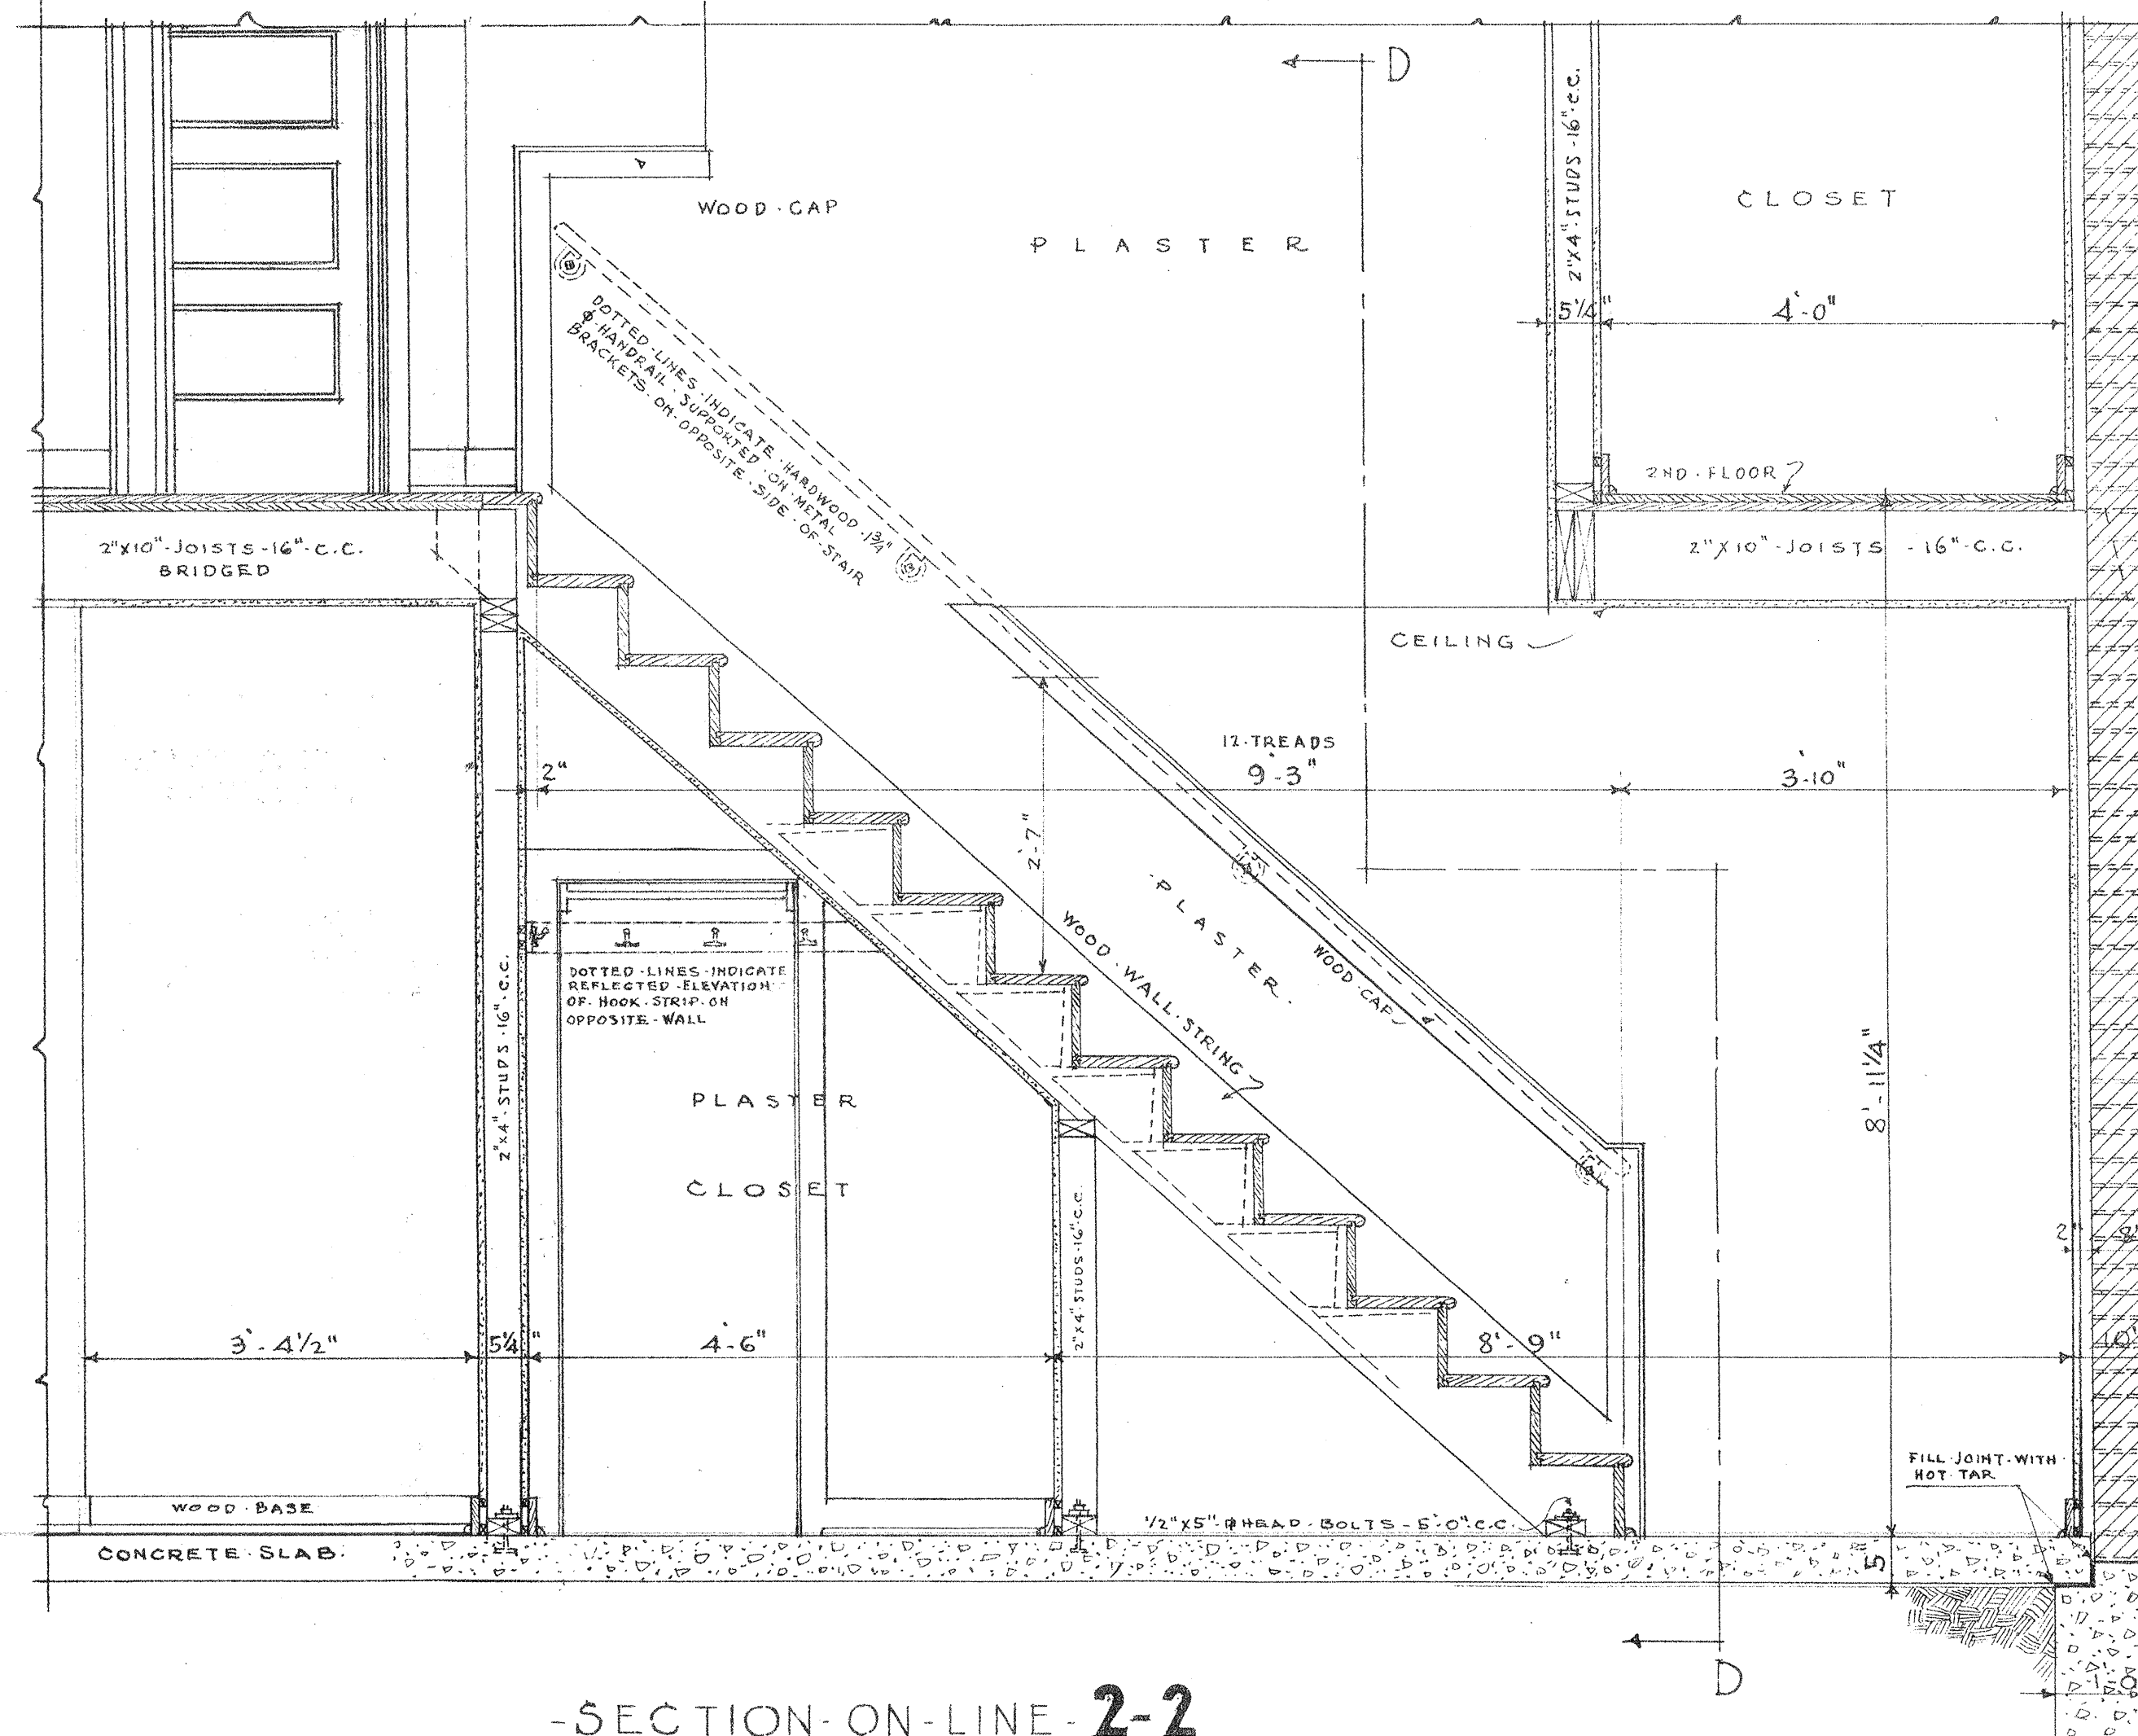 D
WOOD · CAP
P L A S T E R
2"X4" · STUDS · 16" · C.C.
C L O S E T
5¼"
4'-0"
DOTTED · LINES · INDICATE · HARDWOOD · 1¾"
ϕ · HANDRAIL · SUPPORTED · ON · METAL
BRACKETS · ON · OPPOSITE · SIDE · OF · STAIR
2ND · FLOOR
2"X10"-JOISTS-16"-C.C.
BRIDGED
2"X10"-JOISTS - 16"-C.C.
CEILING
12 · TREADS
2"
9'-3"
3'-10"
2'-7"
P L A S T E R
WOOD · WALL · STRING
WOOD · CAP
DOTTED · LINES · INDICATE
REFLECTED · ELEVATION
OF · HOOK · STRIP · ON
OPPOSITE · WALL
2"X4" · STUDS · 16" · C.C.
PLASTER
CLOSET
2"X4" · STUDS · 16" · C.C.
8'-11¼"
2"
8"
3'-4½"
5¼"
4'-6"
8'-9"
10"
FILL · JOINT · WITH
HOT · TAR
WOOD · BASE
½"X5"-ϕ HEAD · BOLTS - 5'-0" C.C.
CONCRETE · SLAB ·
5"
D
-SECTION-ON-LINE- 2-2